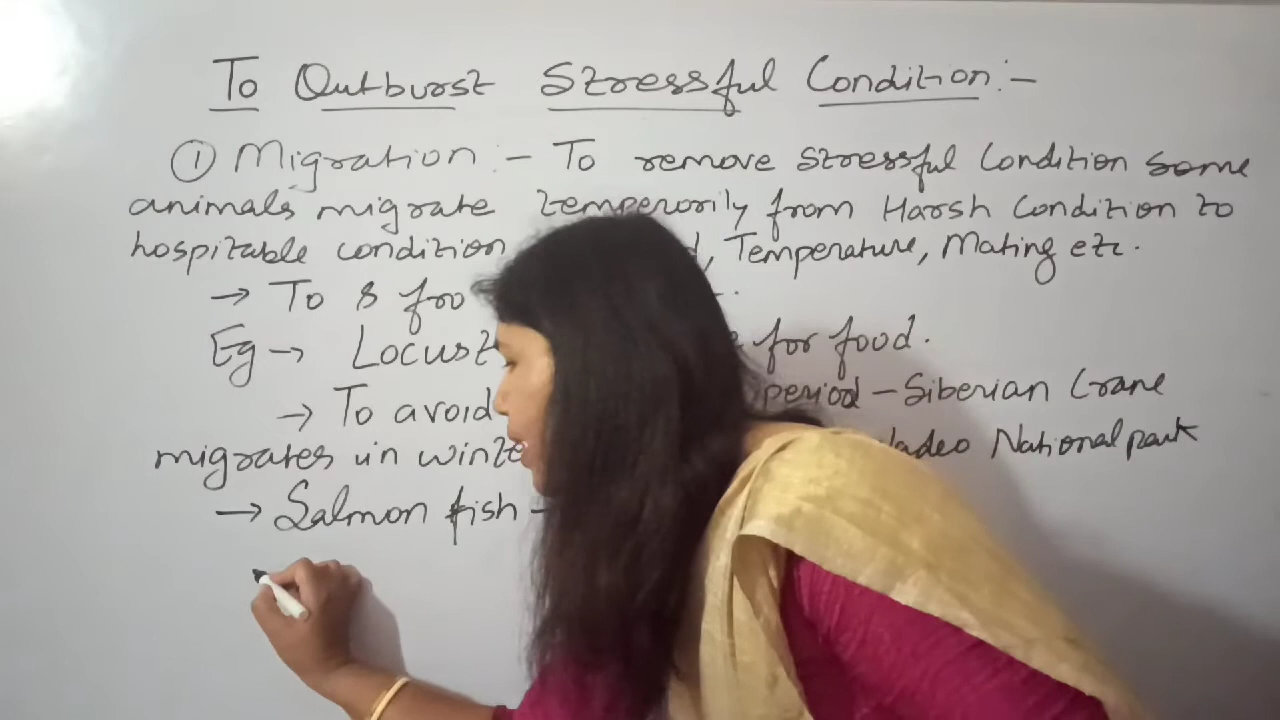 To Outburst Stressful Condition :-
① Migration :- To remove stressful Condition some
animals migrate temperorily from Harsh Condition to
hospitable condition , Temperature, Mating etc.
→ To & foo
Eg → Locust for food.
→ To avoid period - Siberian Crane
migrates in National park
→ Salmon fish -